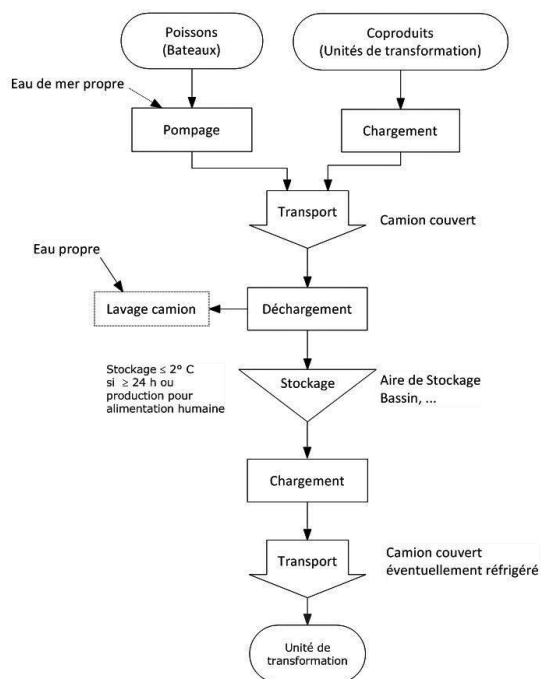 Poissons
(Bateaux)
Coproduits
(Unités de transformation)
Eau de mer propre
Pompage
Chargement
Transport
Camion couvert
Eau propre
Lavage camion
Déchargement
Stockage ≤ 2° C
si ≥ 24 h ou
production pour
alimentation humaine
Stockage
Aire de Stockage
Bassin, ...
Chargement
Transport
Camion couvert
éventuellement réfrigéré
Unité de
transformation